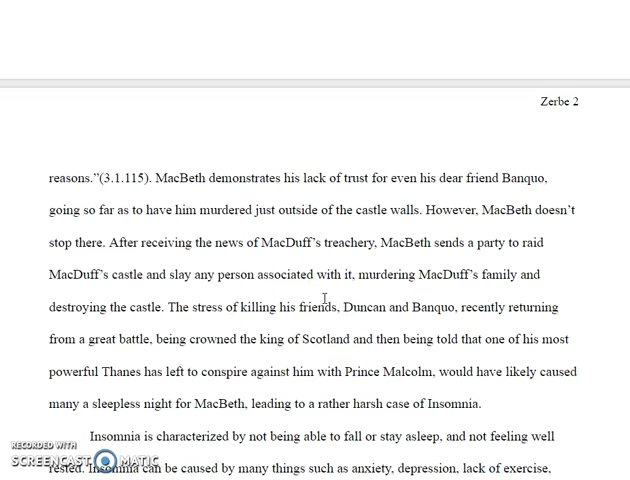 Zerbe 2
reasons.”(3.1.115). MacBeth demonstrates his lack of trust for even his dear friend Banquo,
going so far as to have him murdered just outside of the castle walls. However, MacBeth doesn’t
stop there. After receiving the news of MacDuff’s treachery, MacBeth sends a party to raid
MacDuff’s castle and slay any person associated with it, murdering MacDuff’s family and
destroying the castle. The stress of killing his friends, Duncan and Banquo, recently returning
from a great battle, being crowned the king of Scotland and then being told that one of his most
powerful Thanes has left to conspire against him with Prince Malcolm, would have likely caused
many a sleepless night for MacBeth, leading to a rather harsh case of Insomnia.
Insomnia is characterized by not being able to fall or stay asleep, and not feeling well
RECORDED WITH
SCREENCAST MATIC
rested. Insomnia can be caused by many things such as anxiety, depression, lack of exercise,